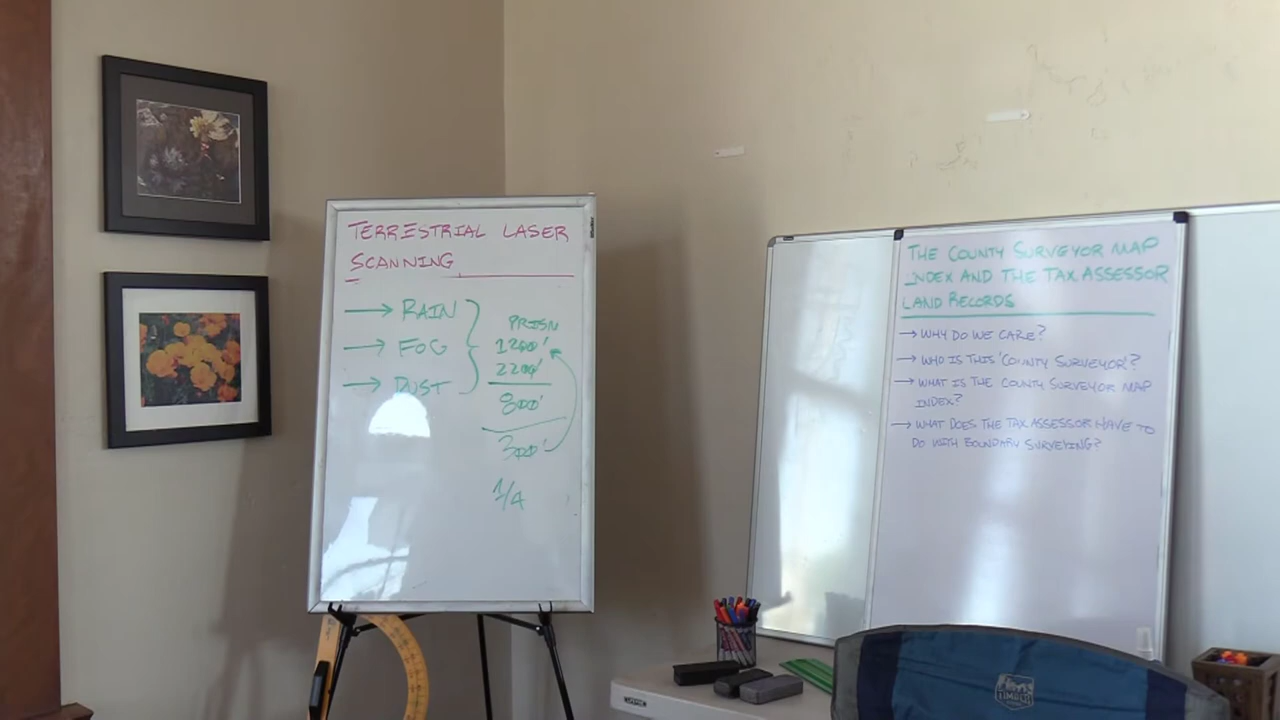 TERRESTRIAL LASER
SCANNING
→ RAIN
→ FOG
→ DUST
PRISM
1200'
2200'
800'
300'
1/4
THE COUNTY SURVEYOR MAP
INDEX AND THE TAX ASSESSOR
LAND RECORDS
→ WHY DO WE CARE?
→ WHO IS THIS 'COUNTY SURVEYOR'?
→ WHAT IS THE COUNTY SURVEYOR MAP
INDEX?
→ WHAT DOES THE TAX ASSESSOR HAVE TO
DO WITH BOUNDARY SURVEYING?
TIMBER